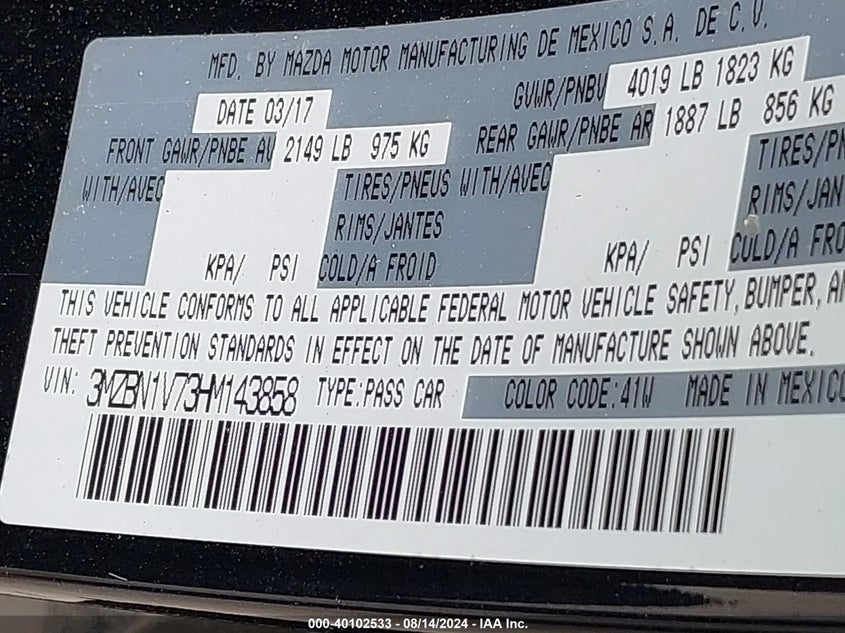 MFD. BY MAZDA MOTOR MANUFACTURING DE MEXICO S.A. DE C.V.
DATE 03/17 GVWR/PNBV 4019 LB 1823 KG
FRONT GAWR/PNBE AV 2149 LB 975 KG REAR GAWR/PNBE AR 1887 LB 856 KG
WITH/AVEC TIRES/PNEUS WITH/AVEC TIRES/PN
RIMS/JANTES RIMS/JAN
KPA/ PSI COLD/A FROID KPA/ PSI COLD/A FRO
THIS VEHICLE CONFORMS TO ALL APPLICABLE FEDERAL MOTOR VEHICLE SAFETY, BUMPER, AN
THEFT PREVENTION STANDARDS IN EFFECT ON THE DATE OF MANUFACTURE SHOWN ABOVE.
VIN: 3MZBN1V73HM143858 TYPE:PASS CAR COLOR CODE:41W MADE IN MEXICO
000-40102533 - 08/14/2024 - IAA Inc.